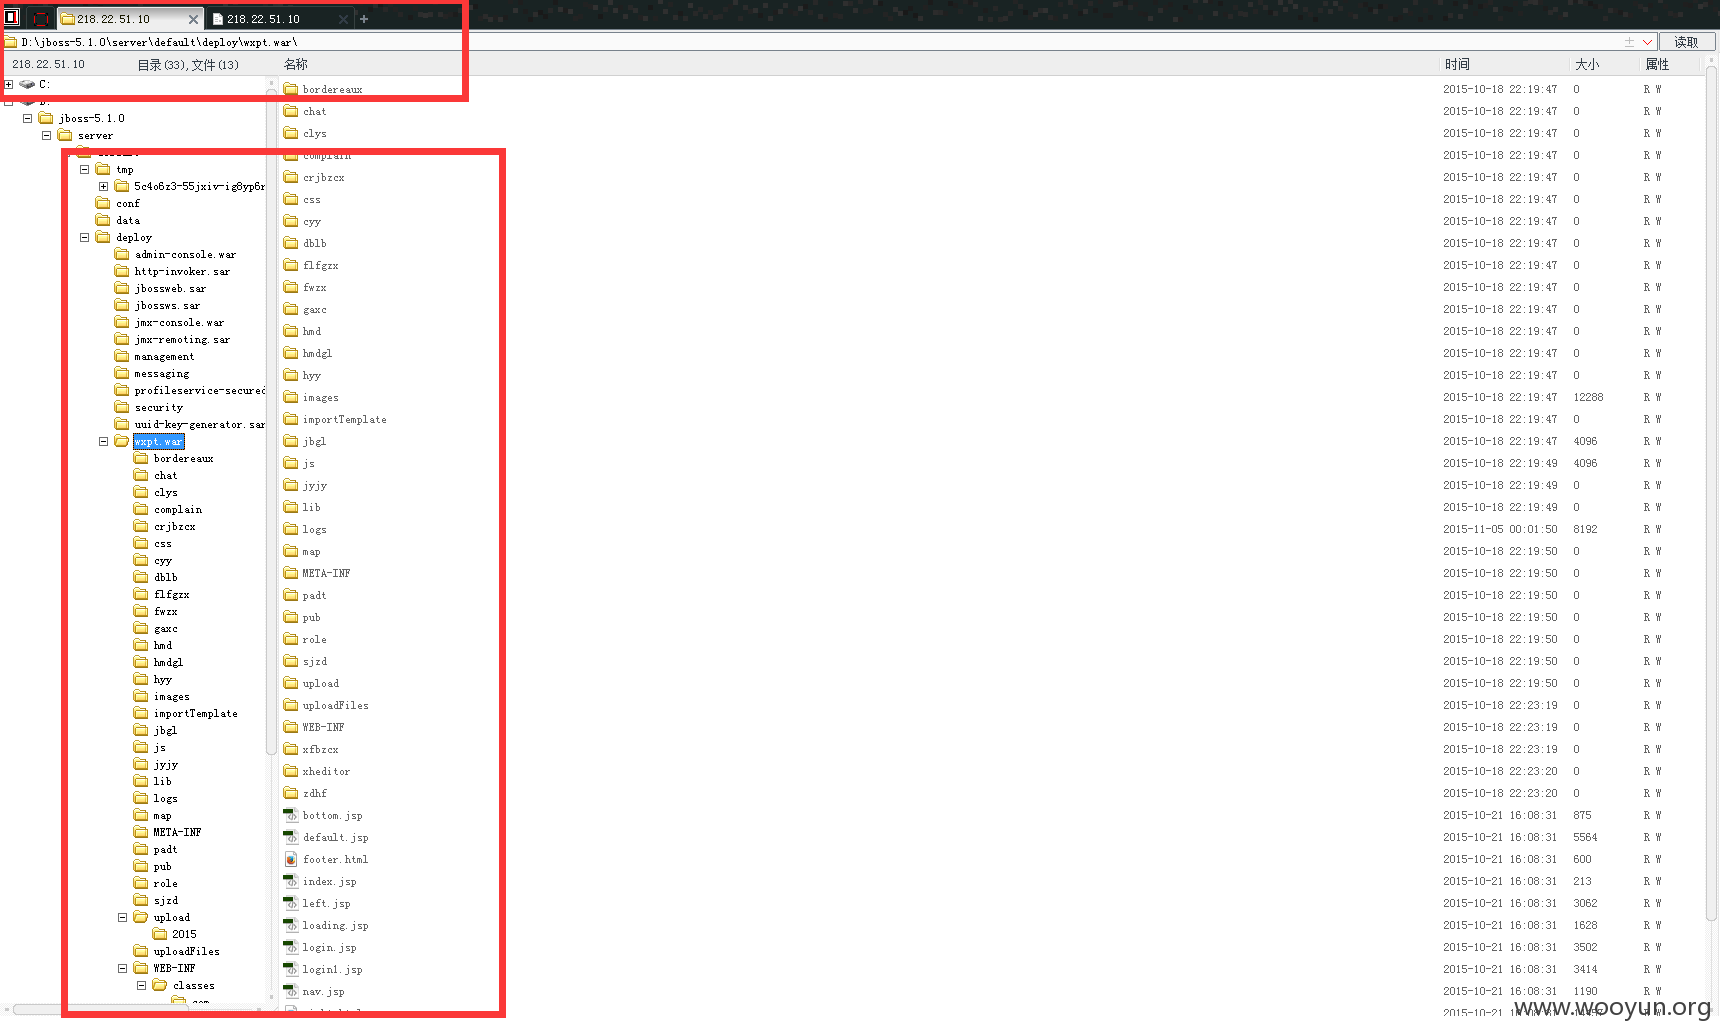 218.22.51.10
218.22.51.10
D:\jboss-5.1.0\server\default\deploy\wxpt.war\
读取
218.22.51.10
目录(33),文件(13)
名称
时间
大小
属性
C:
jboss-5.1.0
server
tmp
5c4o6z3-55jxiv-ig8yp6r
conf
data
deploy
admin-console.war
http-invoker.sar
jbossweb.sar
jbossws.sar
jmx-console.war
jmx-remoting.sar
management
messaging
profileservice-secured
security
uuid-key-generator.sar
wxpt.war
bordereaux
chat
clys
complain
crjbzcx
css
cyy
dblb
flfgzx
fwzx
gaxc
hmd
hmdgl
hyy
images
importTemplate
jbgl
js
jyjy
lib
logs
map
META-INF
padt
pub
role
sjzd
upload
2015
uploadFiles
WEB-INF
classes
com
bordereaux 2015-10-18 22:19:47 0 R W
chat 2015-10-18 22:19:47 0 R W
clys 2015-10-18 22:19:47 0 R W
complain 2015-10-18 22:19:47 0 R W
crjbzcx 2015-10-18 22:19:47 0 R W
css 2015-10-18 22:19:47 0 R W
cyy 2015-10-18 22:19:47 0 R W
dblb 2015-10-18 22:19:47 0 R W
flfgzx 2015-10-18 22:19:47 0 R W
fwzx 2015-10-18 22:19:47 0 R W
gaxc 2015-10-18 22:19:47 0 R W
hmd 2015-10-18 22:19:47 0 R W
hmdgl 2015-10-18 22:19:47 0 R W
hyy 2015-10-18 22:19:47 0 R W
images 2015-10-18 22:19:47 12288 R W
importTemplate 2015-10-18 22:19:47 0 R W
jbgl 2015-10-18 22:19:47 4096 R W
js 2015-10-18 22:19:49 4096 R W
jyjy 2015-10-18 22:19:49 0 R W
lib 2015-10-18 22:19:49 0 R W
logs 2015-11-05 00:01:50 8192 R W
map 2015-10-18 22:19:50 0 R W
META-INF 2015-10-18 22:19:50 0 R W
padt 2015-10-18 22:19:50 0 R W
pub 2015-10-18 22:19:50 0 R W
role 2015-10-18 22:19:50 0 R W
sjzd 2015-10-18 22:19:50 0 R W
upload 2015-10-18 22:19:50 0 R W
uploadFiles 2015-10-18 22:23:19 0 R W
WEB-INF 2015-10-18 22:23:19 0 R W
xfbzcx 2015-10-18 22:23:19 0 R W
xheditor 2015-10-18 22:23:20 0 R W
zdhf 2015-10-18 22:23:20 0 R W
bottom.jsp 2015-10-21 16:08:31 875 R W
default.jsp 2015-10-21 16:08:31 5564 R W
footer.html 2015-10-21 16:08:31 600 R W
index.jsp 2015-10-21 16:08:31 213 R W
left.jsp 2015-10-21 16:08:31 3062 R W
loading.jsp 2015-10-21 16:08:31 1628 R W
login.jsp 2015-10-21 16:08:31 3502 R W
login1.jsp 2015-10-21 16:08:31 3414 R W
nav.jsp 2015-10-21 16:08:31 1190 R W
www.wooyun.org